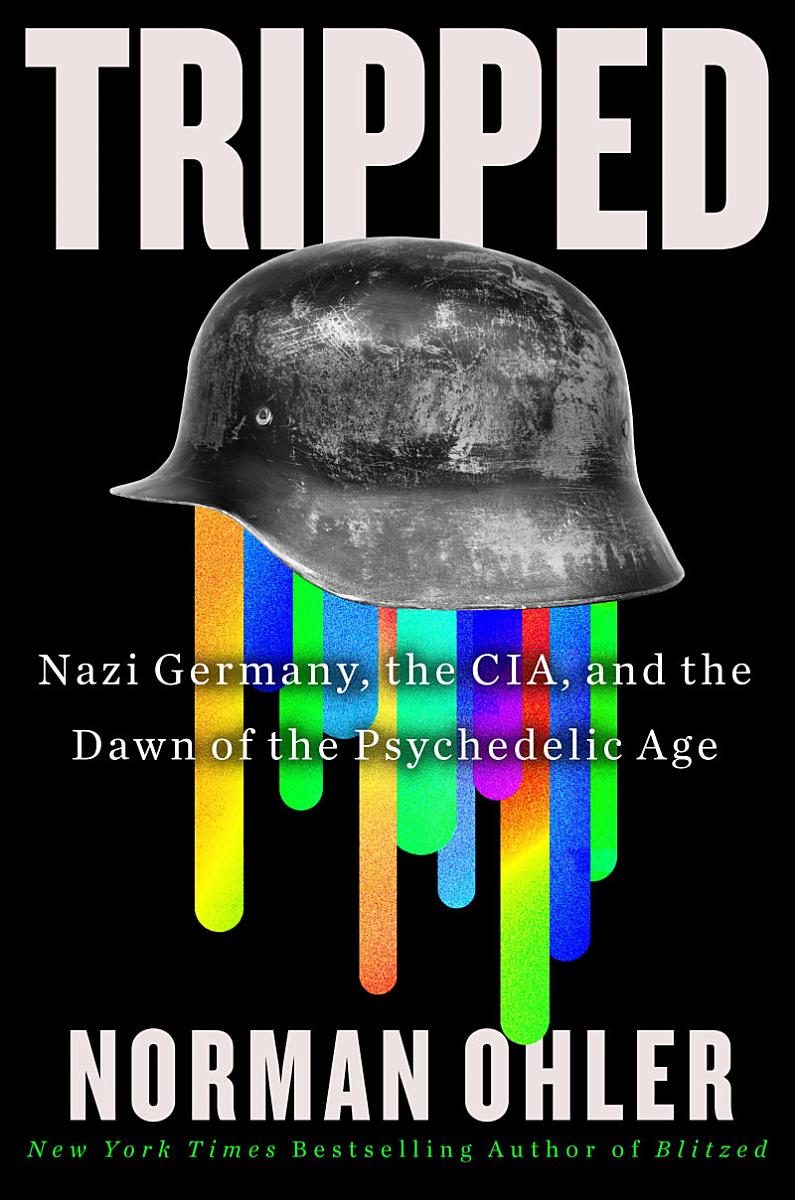 TRIPPED
Nazi Germany, the CIA, and the
Dawn of the Psychedelic Age
NORMAN OHLER
New York Times Bestselling Author of Blitzed